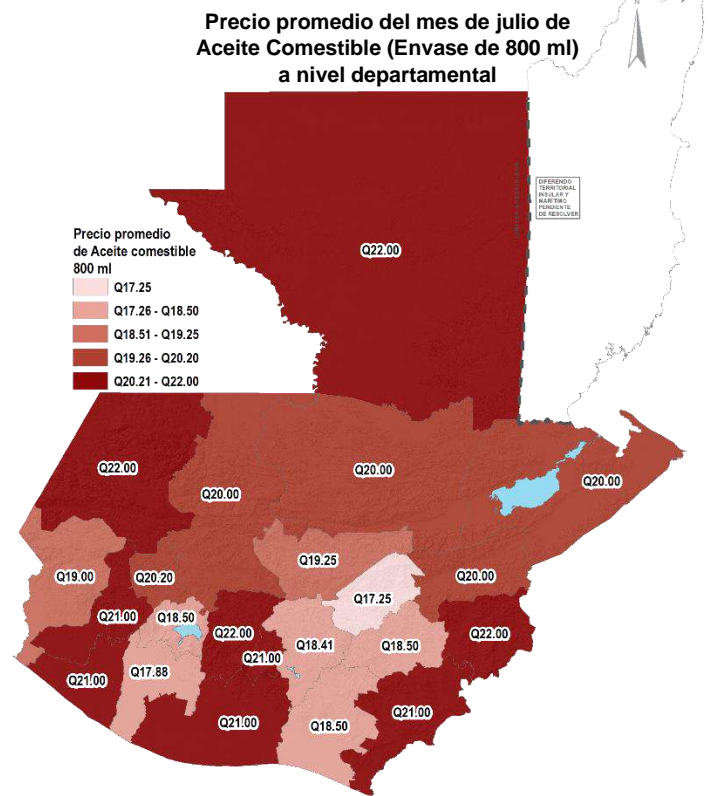 Precio promedio del mes de julio de
Aceite Comestible (Envase de 800 ml)
a nivel departamental
DIFERENDO
TERRITORIAL
INSULAR Y
MARÍTIMO
PENDIENTE
DE RESOLVER
Precio promedio
de Aceite comestible
800 ml
Q17.25
Q17.26 - Q18.50
Q18.51 - Q19.25
Q19.26 - Q20.20
Q20.21 - Q22.00
Q22.00
Q22.00
Q20.00
Q20.00
Q20.00
Q19.00
Q20.20
Q19.25
Q20.00
Q17.25
Q21.00
Q18.50
Q22.00
Q18.41
Q18.50
Q22.00
Q21.00
Q17.88
Q21.00
Q21.00
Q21.00
Q18.50
Q21.00